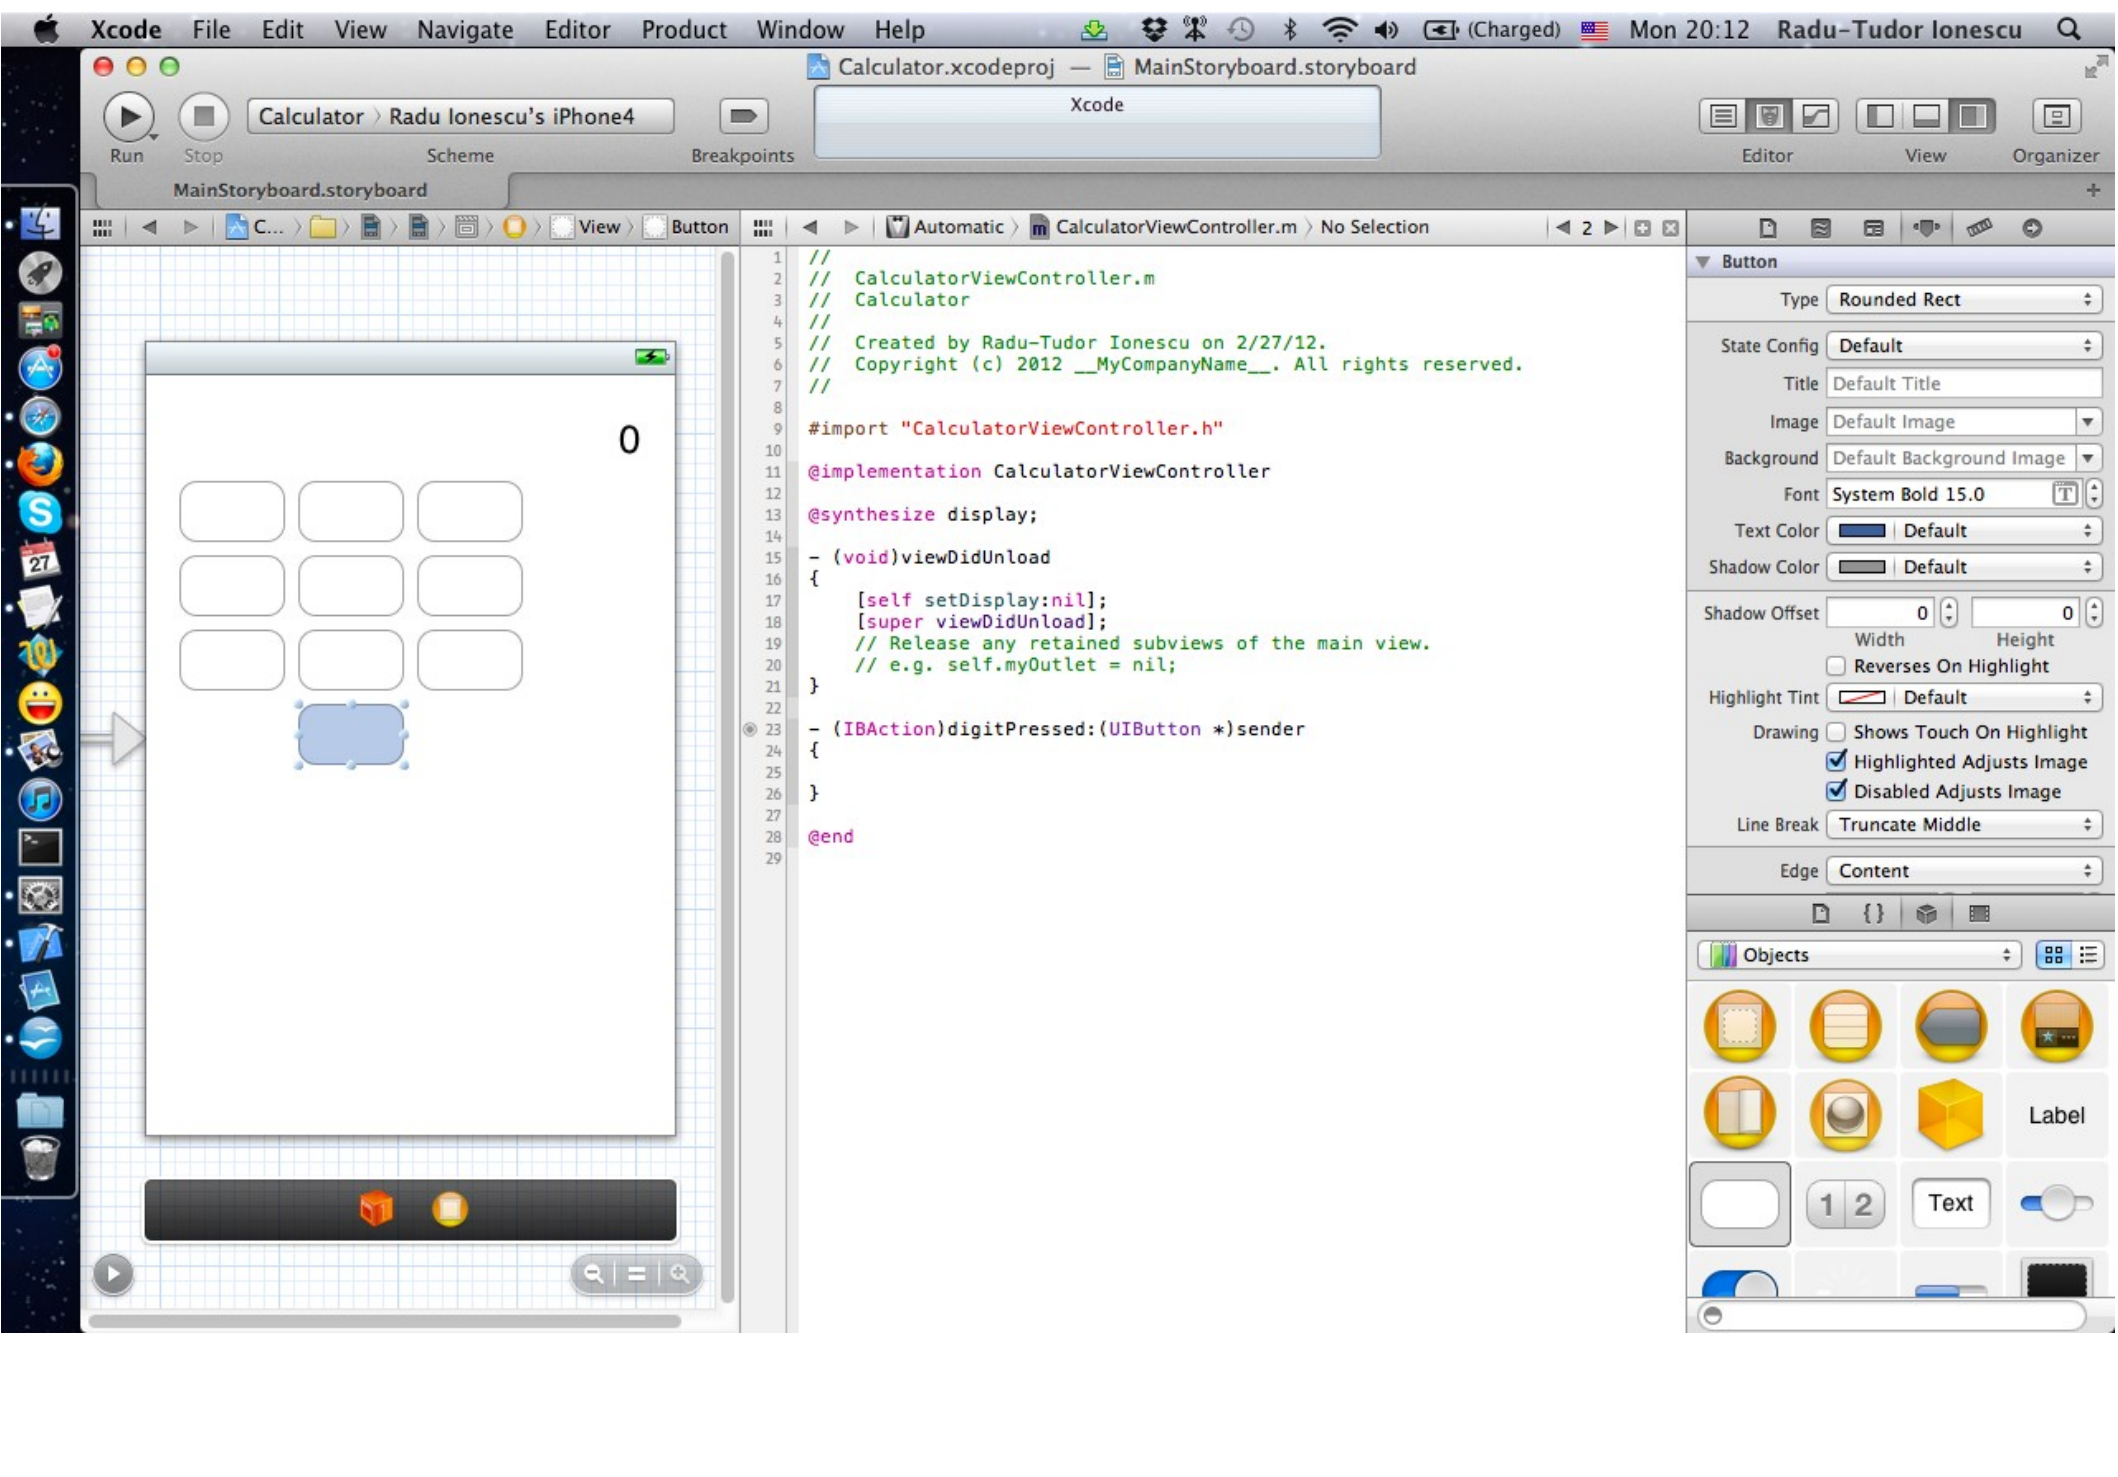 Xcode File Edit View Navigate Editor Product Window Help (Charged) Mon 20:12 Radu-Tudor Ionescu
Calculator.xcodeproj — MainStoryboard.storyboard
Calculator Radu Ionescu's iPhone4
Xcode
Run Stop Scheme Breakpoints Editor View Organizer
MainStoryboard.storyboard
C... View Button
Automatic CalculatorViewController.m No Selection 2
0
1 //
2 // CalculatorViewController.m
3 // Calculator
4 //
5 // Created by Radu-Tudor Ionescu on 2/27/12.
6 // Copyright (c) 2012 __MyCompanyName__. All rights reserved.
7 //
8
9 #import "CalculatorViewController.h"
10
11 @implementation CalculatorViewController
12
13 @synthesize display;
14
15 - (void)viewDidUnload
16 {
17 [self setDisplay:nil];
18 [super viewDidUnload];
19 // Release any retained subviews of the main view.
20 // e.g. self.myOutlet = nil;
21 }
22
23 - (IBAction)digitPressed:(UIButton *)sender
24 {
25
26 }
27
28 @end
29
Button
Type Rounded Rect
State Config Default
Title Default Title
Image Default Image
Background Default Background Image
Font System Bold 15.0 T
Text Color Default
Shadow Color Default
Shadow Offset 0 0
Width Height
Reverses On Highlight
Highlight Tint Default
Drawing Shows Touch On Highlight
Highlighted Adjusts Image
Disabled Adjusts Image
Line Break Truncate Middle
Edge Content
{ }
Objects
Label
1 2 Text
27